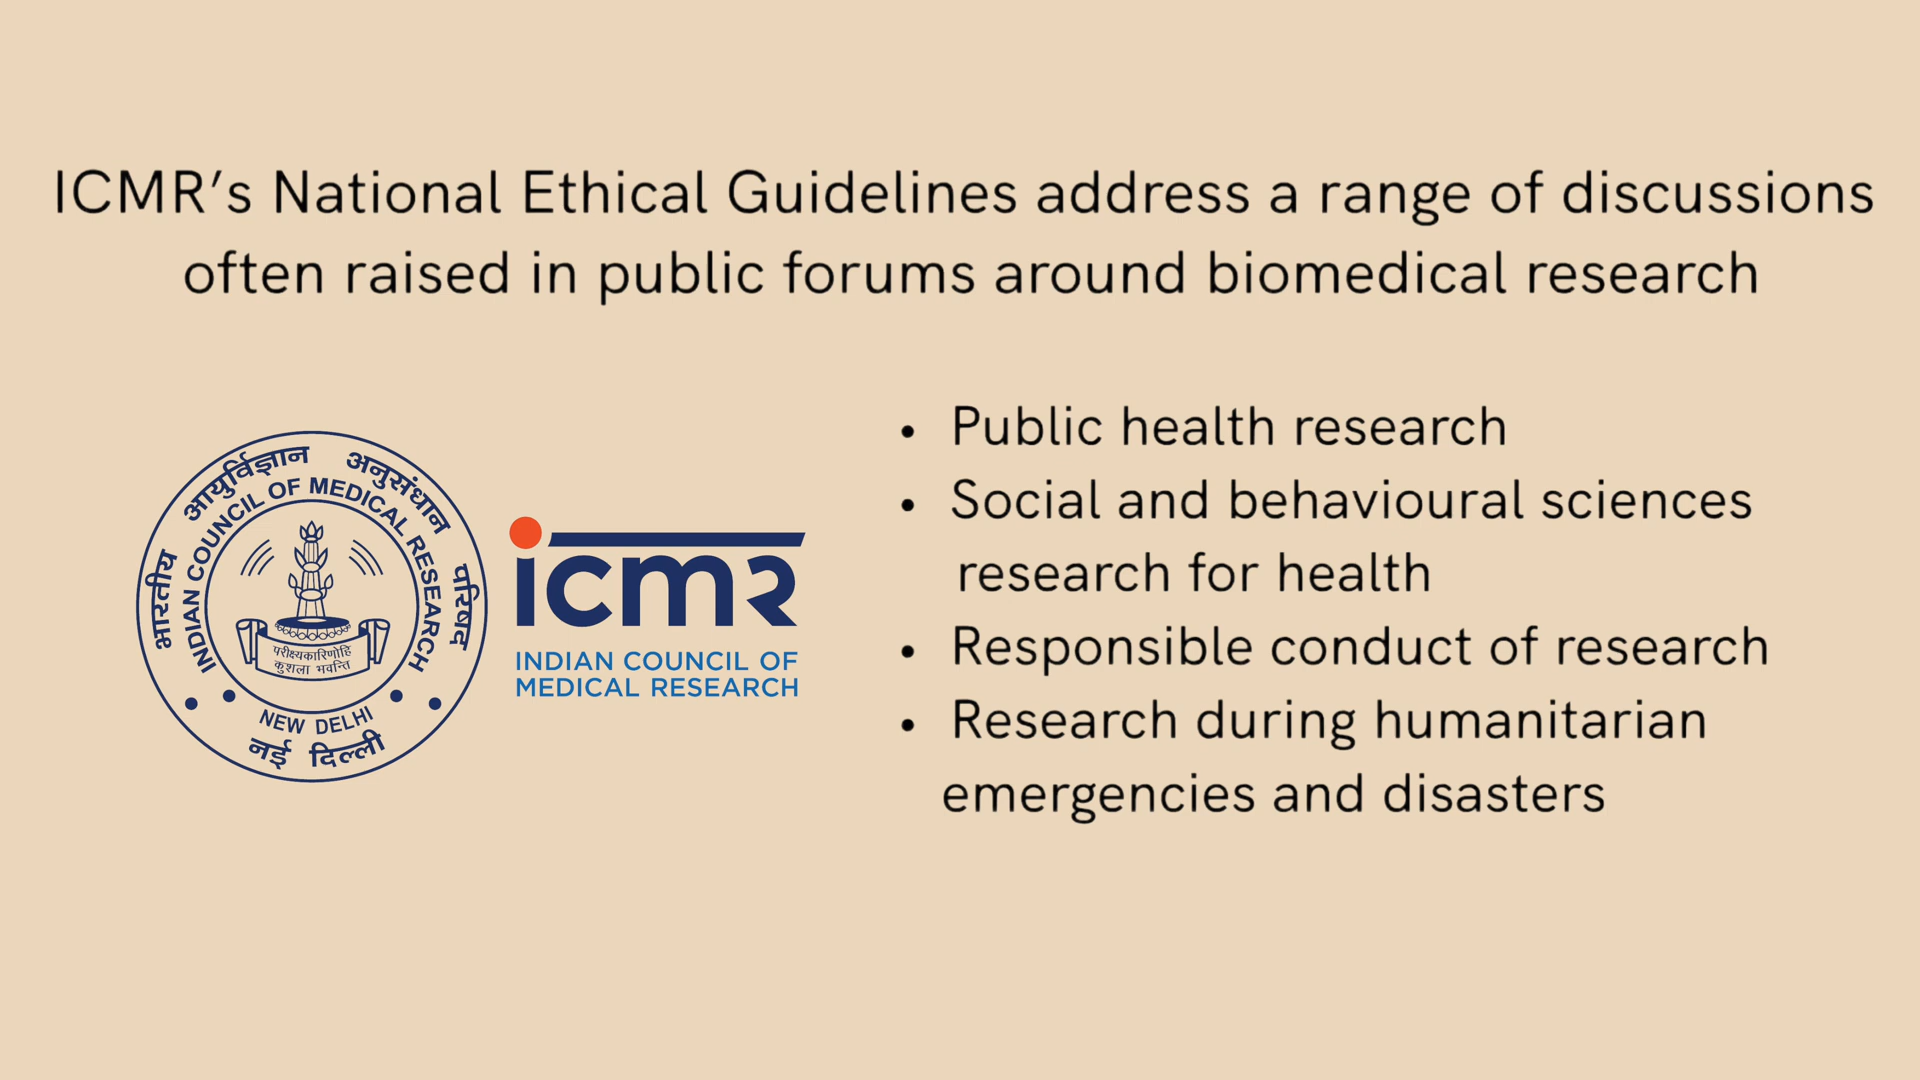 ICMR’s National Ethical Guidelines address a range of discussions
often raised in public forums around biomedical research
भारतीय आयुर्विज्ञान अनुसंधान परिषद
INDIAN COUNCIL OF MEDICAL RESEARCH
परीक्ष्यकारिणोहि
कुशला भवन्ति
NEW DELHI
नई दिल्ली
icmr
INDIAN COUNCIL OF
MEDICAL RESEARCH
• Public health research
• Social and behavioural sciences
research for health
• Responsible conduct of research
• Research during humanitarian
emergencies and disasters